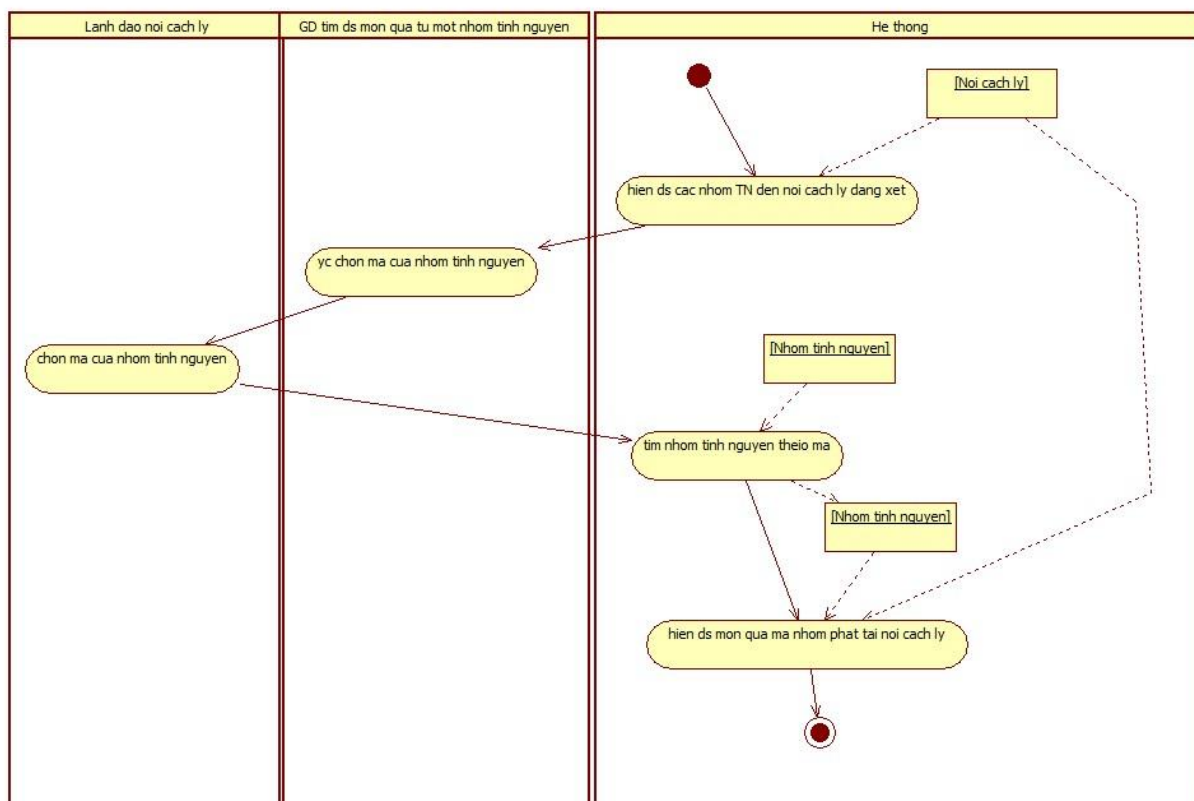 Lanh dao noi cach ly
GD tim ds mon qua tu mot nhom tinh nguyen
He thong
[Noi cach ly]
hien ds cac nhom TN den noi cach ly dang xet
yc chon ma cua nhom tinh nguyen
chon ma cua nhom tinh nguyen
[Nhom tinh nguyen]
tim nhom tinh nguyen theio ma
[Nhom tinh nguyen]
hien ds mon qua ma nhom phat tai noi cach ly